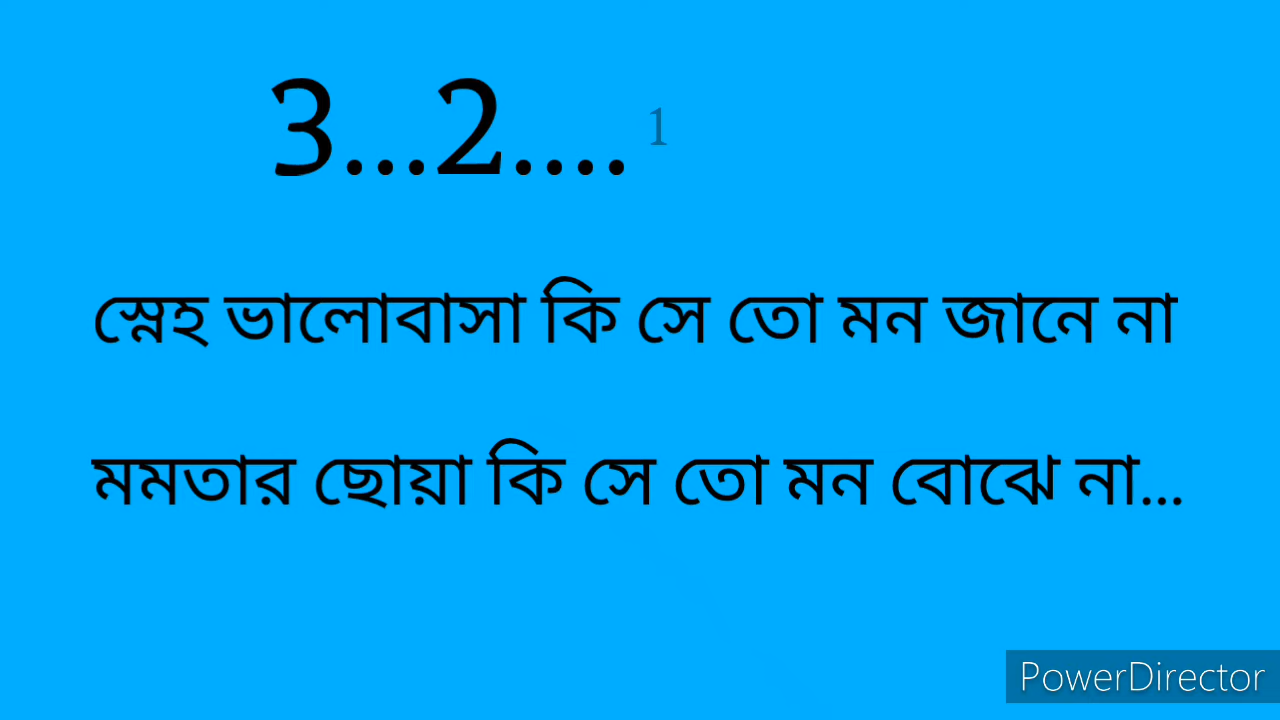 3...2.... 1
স্নেহ ভালোবাসা কি সে তো মন জানে না
মমতার ছোয়া কি সে তো মন বোঝে না...
PowerDirector